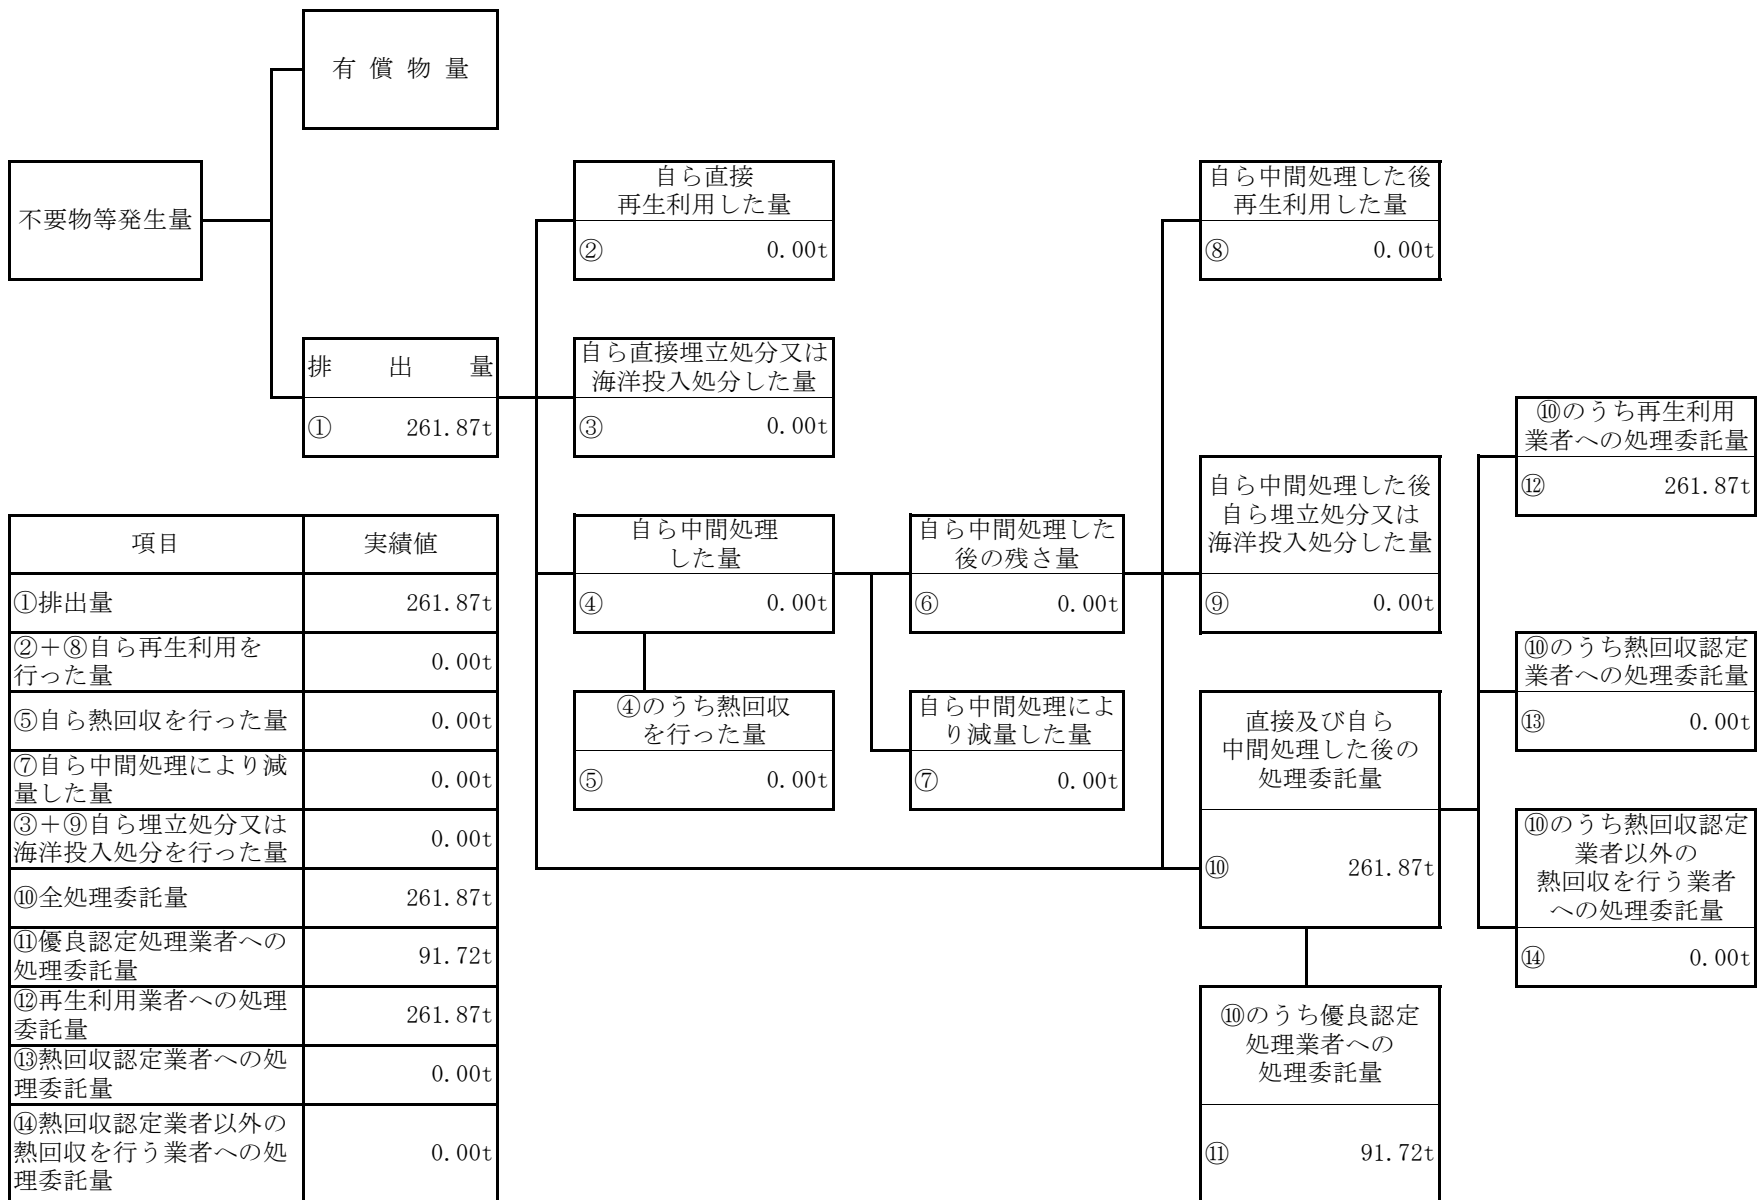 有償物量
不要物等発生量
自ら直接
再生利用した量
② 0.00t
自ら中間処理した後
再生利用した量
⑧ 0.00t
排出量
① 261.87t
自ら直接埋立処分又は
海洋投入処分した量
③ 0.00t
⑩のうち再生利用
業者への処理委託量
⑫ 261.87t
自ら中間処理した後
自ら埋立処分又は
海洋投入処分した量
⑨ 0.00t
自ら中間処理
した量
④ 0.00t
自ら中間処理した
後の残さ量
⑥ 0.00t
⑩のうち熱回収認定
業者への処理委託量
⑬ 0.00t
④のうち熱回収
を行った量
⑤ 0.00t
自ら中間処理によ
り減量した量
⑦ 0.00t
直接及び自ら
中間処理した後の
処理委託量
⑩ 261.87t
⑩のうち熱回収認定
業者以外の
熱回収を行う業者
への処理委託量
⑭ 0.00t
⑩のうち優良認定
処理業者への
処理委託量
⑪ 91.72t
項目 実績値
①排出量 261.87t
②+⑧自ら再生利用を
行った量 0.00t
⑤自ら熱回収を行った量 0.00t
⑦自ら中間処理により減
量した量 0.00t
③+⑨自ら埋立処分又は
海洋投入処分を行った量 0.00t
⑩全処理委託量 261.87t
⑪優良認定処理業者への
処理委託量 91.72t
⑫再生利用業者への処理
委託量 261.87t
⑬熱回収認定業者への処
理委託量 0.00t
⑭熱回収認定業者以外の
熱回収を行う業者への処
理委託量 0.00t